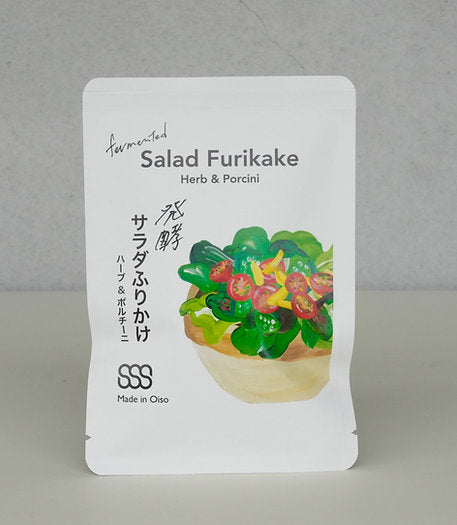 fermented
Salad Furikake
Herb & Porcini
発酵
サラダふりかけ
ハーブ & ポルチーニ
SSS
Made in Oiso